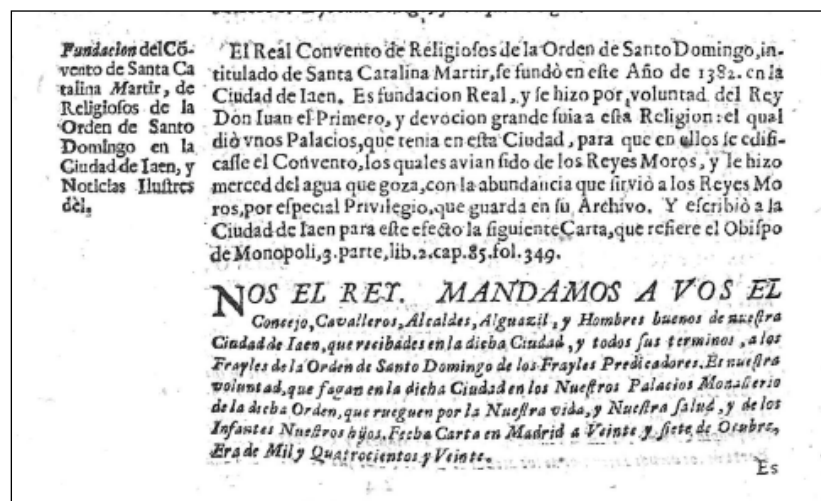 Fundacion del Cõ-
vento de Santa Ca
talina Martir, de
Religiosos de la
Orden de Santo
Domingo en la
Ciudad de Iaen, y
Noticias Ilustres
dèl.
El Real Convento de Religiosos de la Orden de Santo Domingo, in-
titulado de Santa Catalina Martir, se fundò en este Año de 1382. en la
Ciudad de Iaen. Es fundacion Real, y se hizo por voluntad del Rey
Don Iuan el Primero, y devocion grande suia a esta Religion: el qual
diò vnos Palacios, que tenia en esta Ciudad, para que en ellos se edifi-
casse el Convento, los quales avian sido de los Reyes Moros, y le hizo
merced del agua que goza, con la abundancia que sirviò a los Reyes Mo
ros, por especial Privilegio, que guarda en su Archivo. Y escribiò a la
Ciudad de Iaen para este efecto la siguiente Carta, que refiere el Obispo
de Monopoli, 3. parte, lib. 2. cap. 85. fol. 349.
NOS EL REY. MANDAMOS A VOS EL
Concejo, Cavalleros, Alcaldes, Alguazil, y Hombres buenos de nuestra
Ciudad de Iaen, que recibades en la dicha Ciudad, y todos sus terminos, a los
Frayles de la Orden de Santo Domingo de los Frayles Predicadores. Es nuestra
voluntad, que fagan en la dicha Ciudad en los Nuestros Palacios Monasterio
de la dicha Orden, que rueguen por la Nuestra vida, y Nuestra salud, y de los
Infantes Nuestros hijos. Fecha Carta en Madrid a Veinte y siete de Octubre,
Era de Mil y Quatrocientos y Veinte.
Es